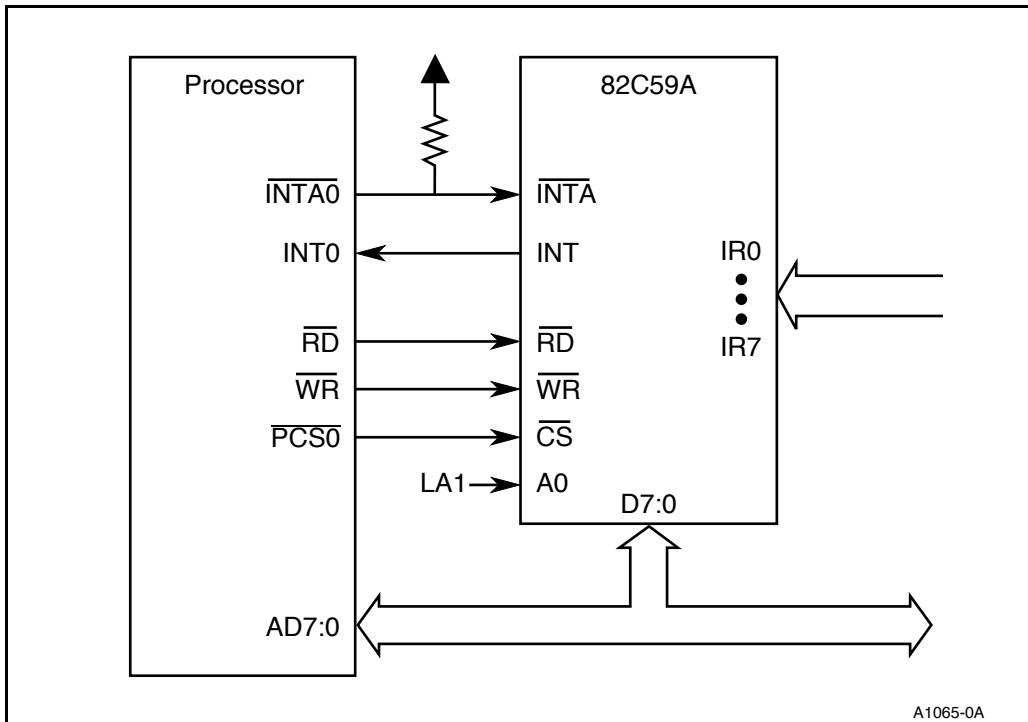 Processor
82C59A
INTA0
INTA
INT0
INT
IR0
IR7
RD
RD
WR
WR
PCS0
CS
LA1
A0
D7:0
AD7:0
A1065-0A